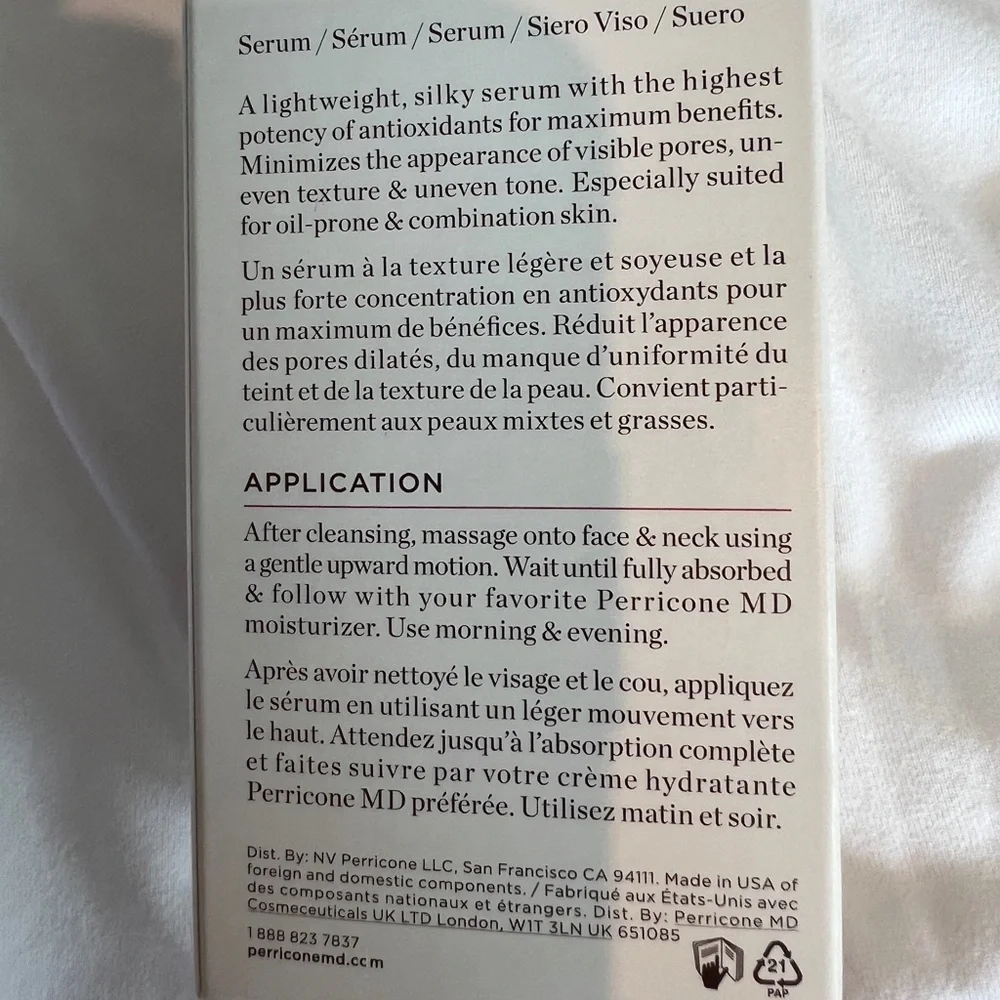 Serum / Sérum / Serum / Siero Viso / Suero
A lightweight, silky serum with the highest
potency of antioxidants for maximum benefits.
Minimizes the appearance of visible pores, un-
even texture & uneven tone. Especially suited
for oil-prone & combination skin.
Un sérum à la texture légère et soyeuse et la
plus forte concentration en antioxydants pour
un maximum de bénéfices. Réduit l'apparence
des pores dilatés, du manque d'uniformité du
teint et de la texture de la peau. Convient parti-
culièrement aux peaux mixtes et grasses.
APPLICATION
After cleansing, massage onto face & neck using
a gentle upward motion. Wait until fully absorbed
& follow with your favorite Perricone MD
moisturizer. Use morning & evening.
Après avoir nettoyé le visage et le cou, appliquez
le sérum en utilisant un léger mouvement vers
le haut. Attendez jusqu'à l'absorption complète
et faites suivre par votre crème hydratante
Perricone MD préférée. Utilisez matin et soir.
Dist. By: NV Perricone LLC, San Francisco CA 94111. Made in USA of
foreign and domestic components. / Fabriqué aux États-Unis avec
des composants nationaux et étrangers. Dist. By: Perricone MD
Cosmeceuticals UK LTD London, W1T 3LN UK 651085
1 888 823 7837
perriconemd.com
21
PAP